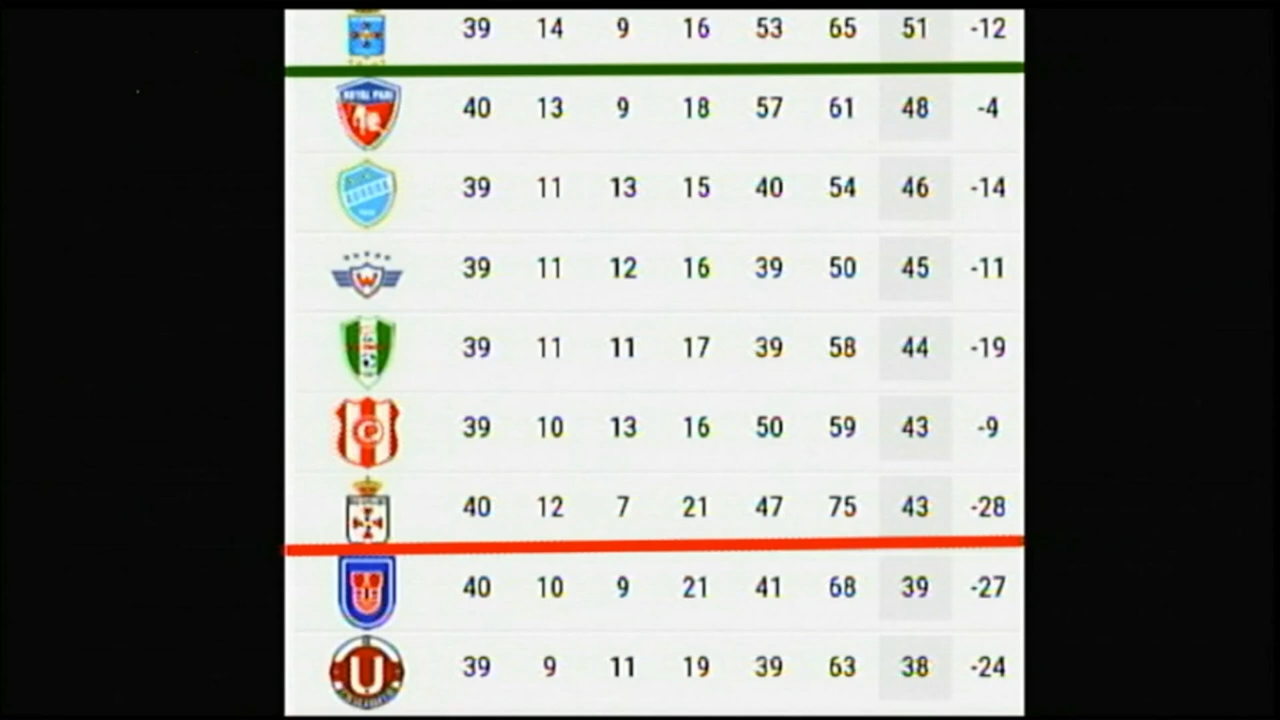 39 14 9 16 53 65 51 -12
ROYAL PARI
40 13 9 18 57 61 48 -4
AURORA
39 11 13 15 40 54 46 -14
W
39 11 12 16 39 50 45 -11
39 11 11 17 39 58 44 -19
39 10 13 16 50 59 43 -9
40 12 7 21 47 75 43 -28
40 10 9 21 41 68 39 -27
U
39 9 11 19 39 63 38 -24